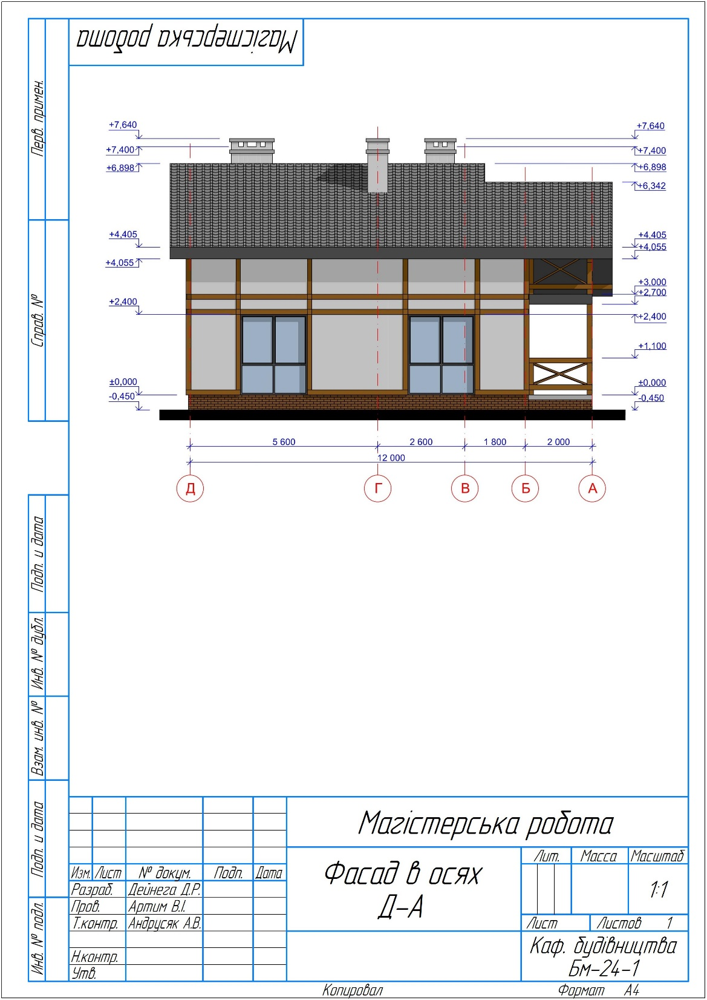 Магістерська робота
Перв. примен.
Справ. №
Подп. и дата
Инв. № дубл.
Взам. инв. №
Подп. и дата
Инв. № подл.
+7,640
+7,400
+6,898
+4,405
+4,055
+2,400
±0,000
-0,450
+7,640
+7,400
+6,898
+6,342
+4,405
+4,055
+3,000
+2,700
+2,400
+1,100
±0,000
-0,450
5 600 2 600 1 800 2 000
12 000
Д Г В Б А
Магістерська робота
Изм. Лист № докум. Подп. Дата
Разраб. Дейнега Д.Р.
Пров. Артим В.І.
Т.контр. Андрусяк А.В.
Н.контр.
Утв.
Фасад в осях
Д-А
Лит. Масса Масштаб
1:1
Лист Листов 1
Каф. будівництва
Бм-24-1
Копировал Формат А4